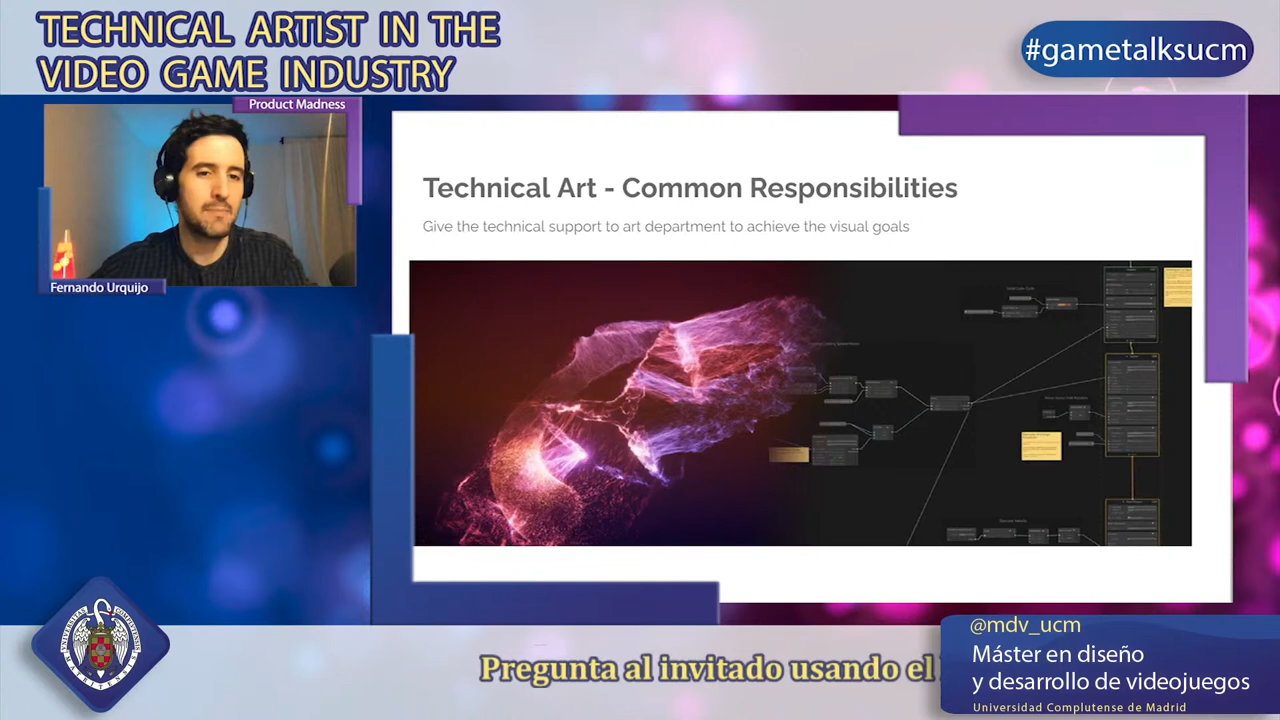 TECHNICAL ARTIST IN THE
VIDEO GAME INDUSTRY
#gametalksucm
Product Madness
Fernando Urquijo
Technical Art - Common Responsibilities
Give the technical support to art department to achieve the visual goals
Pregunta al invitado usando el
@mdv_ucm
Máster en diseño
y desarrollo de videojuegos
Universidad Complutense de Madrid